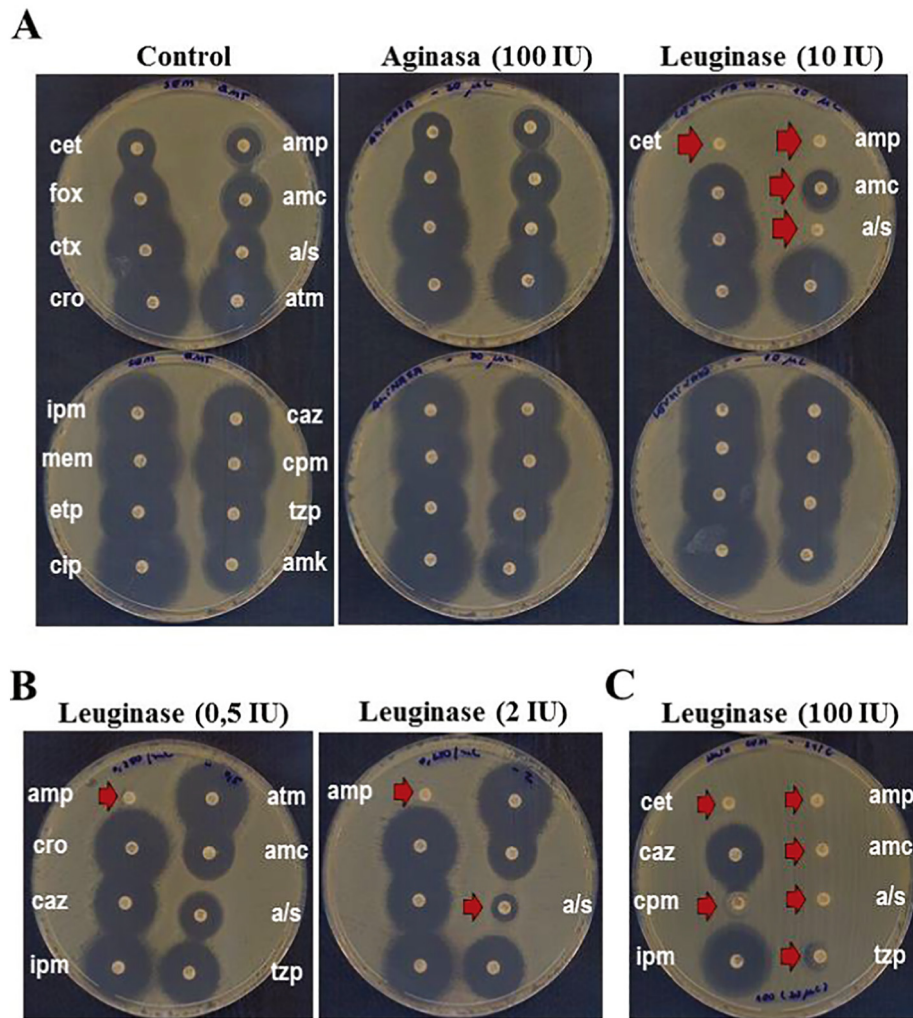 A
Control
Aginasa (100 IU)
Leuginase (10 IU)
cet
amp
fox
amc
ctx
a/s
cro
atm
cet
amp
amc
a/s
ipm
caz
mem
cpm
etp
tzp
cip
amk
B
Leuginase (0,5 IU)
Leuginase (2 IU)
amp
atm
cro
amc
caz
a/s
ipm
tzp
amp
a/s
C
Leuginase (100 IU)
cet
amp
caz
amc
cpm
a/s
ipm
tzp